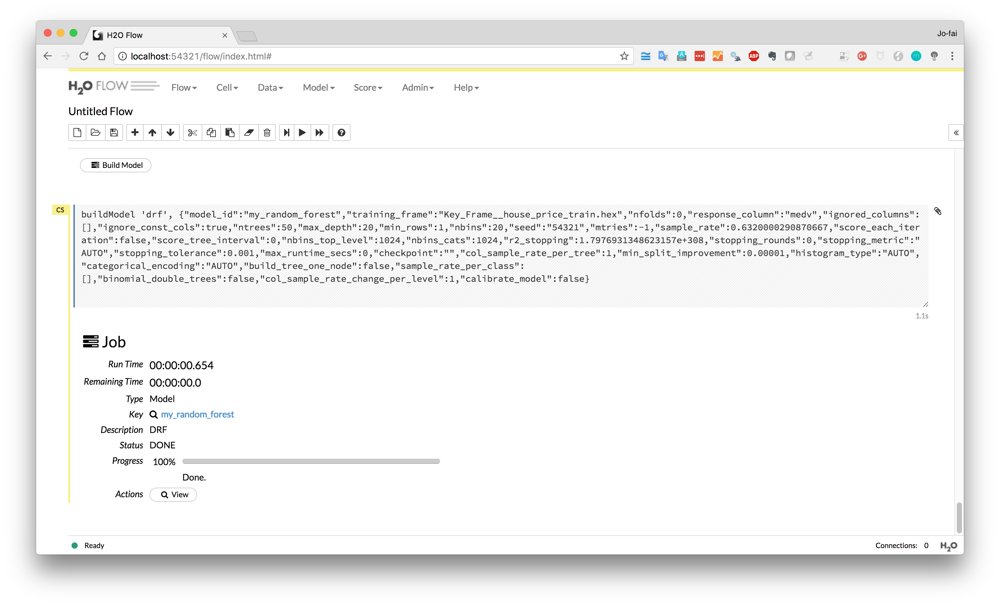 H2O Flow
Jo-fai
localhost:54321/flow/index.html#
ABP
H2O FLOW Flow Cell Data Model Score Admin Help
Untitled Flow
Build Model
CS
buildModel 'drf', {"model_id":"my_random_forest","training_frame":"Key_Frame__house_price_train.hex","nfolds":0,"response_column":"medv","ignored_columns":
[],"ignore_const_cols":true,"ntrees":50,"max_depth":20,"min_rows":1,"nbins":20,"seed":"54321","mtries":-1,"sample_rate":0.6320000290870667,"score_each_iter
ation":false,"score_tree_interval":0,"nbins_top_level":1024,"nbins_cats":1024,"r2_stopping":1.7976931348623157e+308,"stopping_rounds":0,"stopping_metric":"
AUTO","stopping_tolerance":0.001,"max_runtime_secs":0,"checkpoint":"","col_sample_rate_per_tree":1,"min_split_improvement":0.00001,"histogram_type":"AUTO",
"categorical_encoding":"AUTO","build_tree_one_node":false,"sample_rate_per_class":
[],"binomial_double_trees":false,"col_sample_rate_change_per_level":1,"calibrate_model":false}
1.1s
Job
Run Time 00:00:00.654
Remaining Time 00:00:00.0
Type Model
Key my_random_forest
Description DRF
Status DONE
Progress 100%
Done.
Actions View
Ready
Connections: 0 H2O